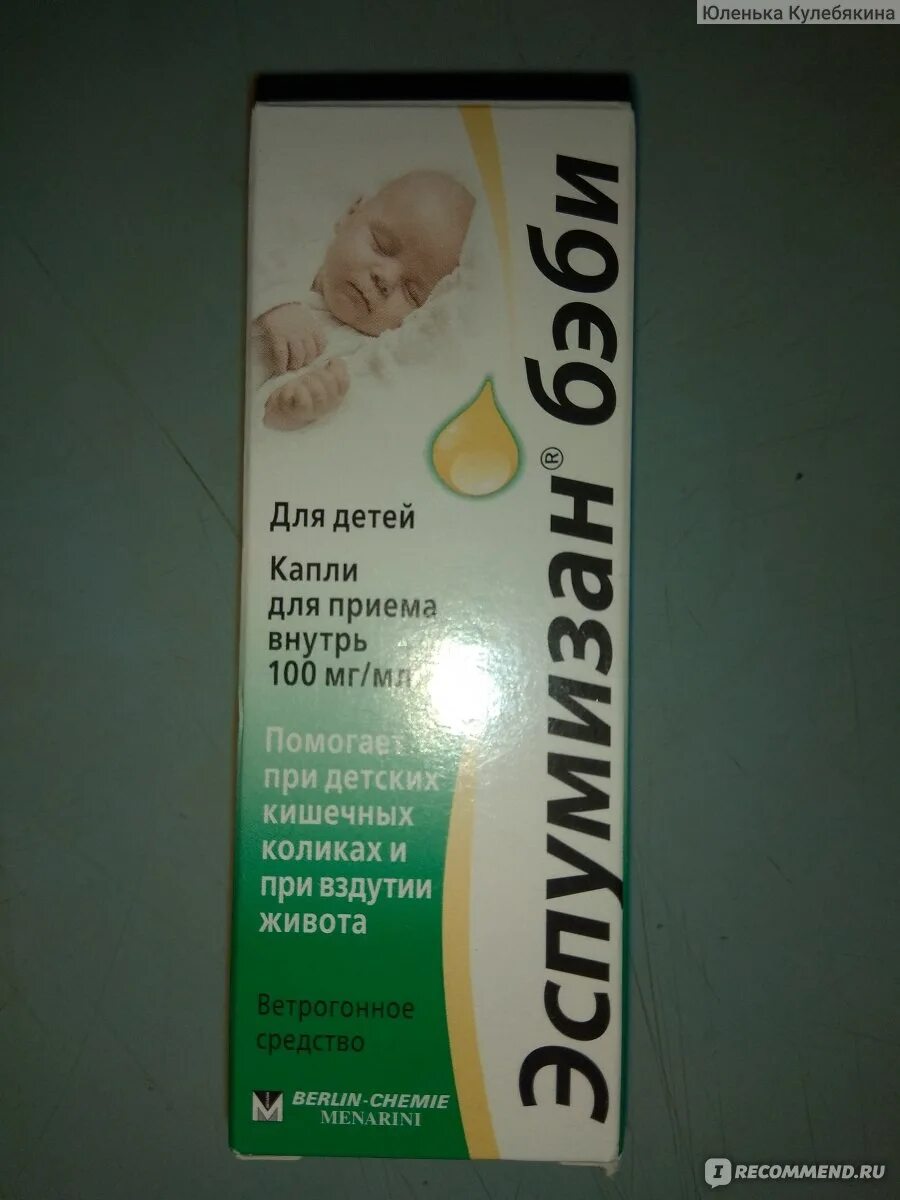 Юленька Кулебякина
Эспумизан® бэби
Для детей
Капли
для приема
внутрь
100 мг/мл
Помогает
при детских
кишечных
коликах и
при вздутии
живота
Ветрогонное
средство
BERLIN-CHEMIE
MENARINI
IRECOMMEND.RU